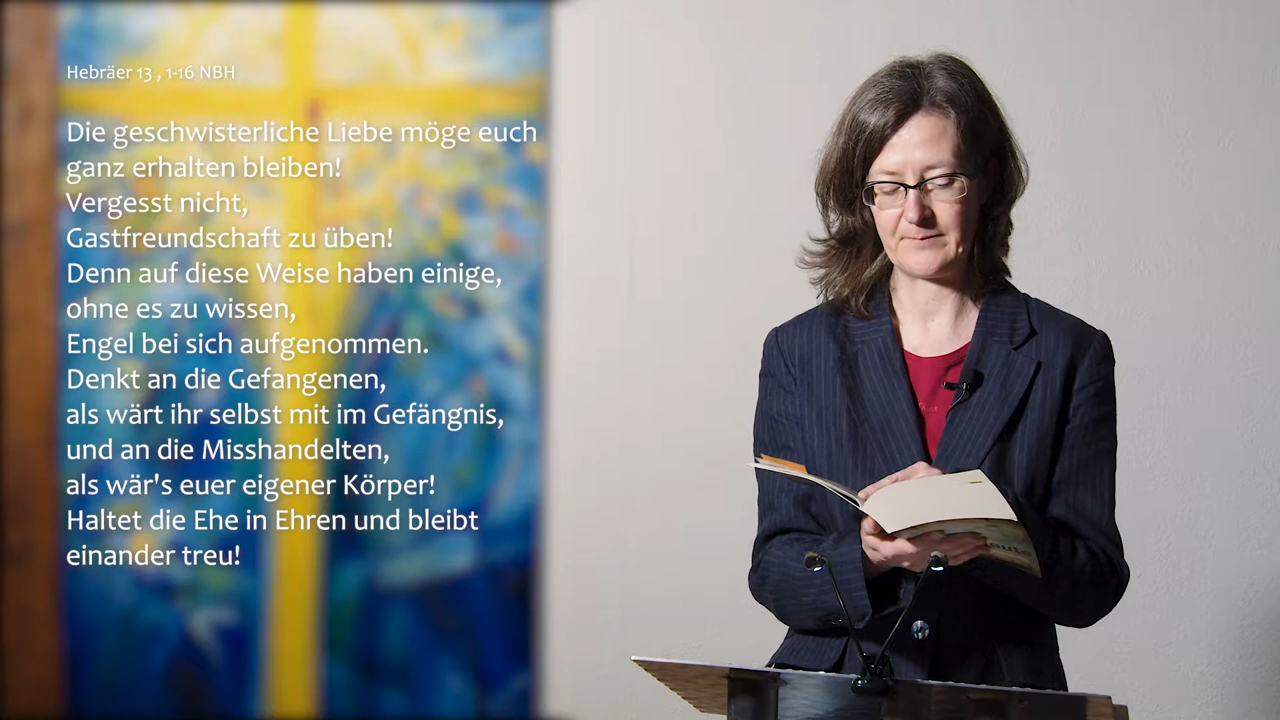 Hebräer 13 , 1-16 NBH
Die geschwisterliche Liebe möge euch
ganz erhalten bleiben!
Vergesst nicht,
Gastfreundschaft zu üben!
Denn auf diese Weise haben einige,
ohne es zu wissen,
Engel bei sich aufgenommen.
Denkt an die Gefangenen,
als wärt ihr selbst mit im Gefängnis,
und an die Misshandelten,
als wär's euer eigener Körper!
Haltet die Ehe in Ehren und bleibt
einander treu!